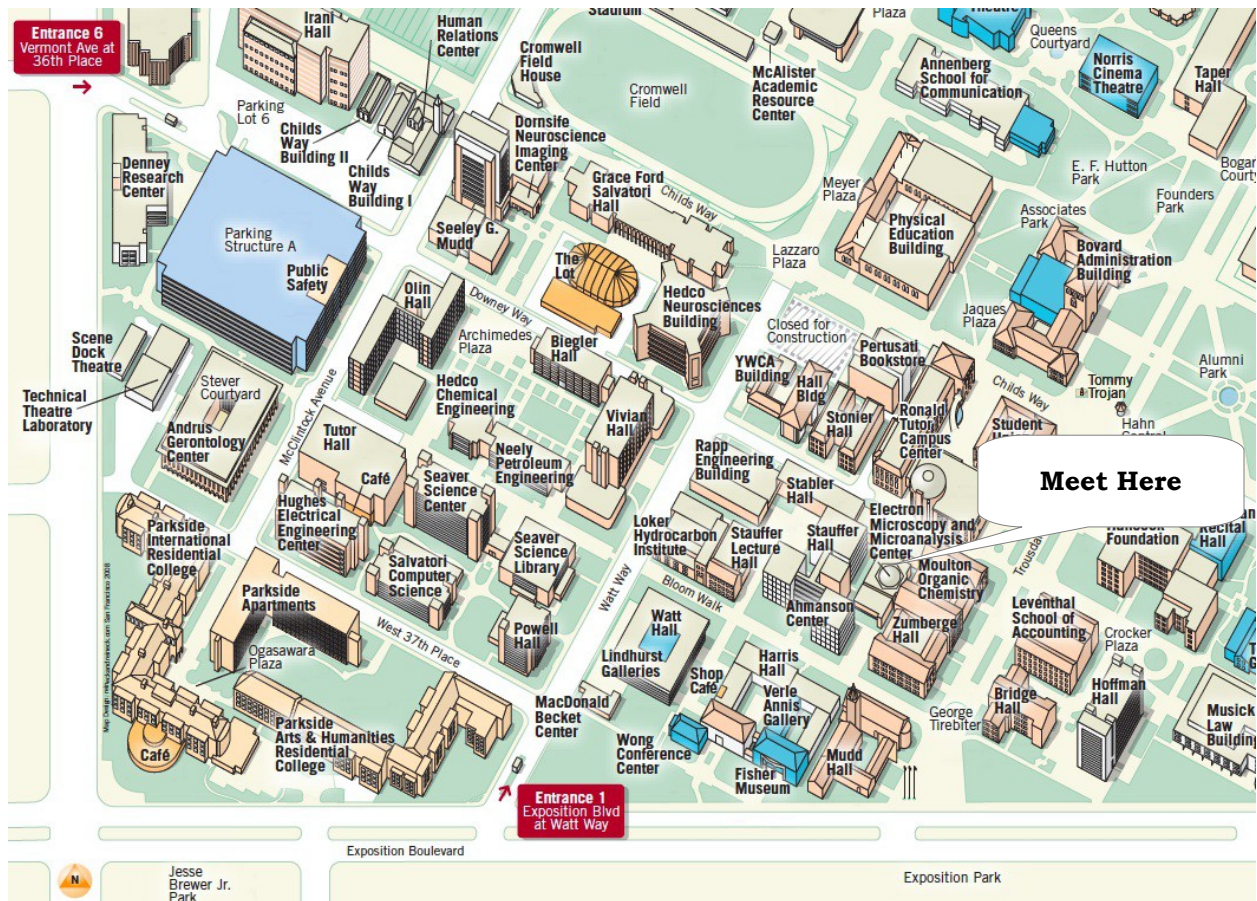 Entrance 6
Vermont Ave at
36th Place
Irani
Hall
Human
Relations
Center
Stadium
Plaza
Theatre
Queens
Courtyard
Norris
Cinema
Theatre
Taper
Hall
Cromwell
Field
House
McAlister
Academic
Resource
Center
Annenberg
School for
Communication
Cromwell
Field
Parking
Lot 6
Childs
Way
Building II
Childs
Way
Building I
Dornsife
Neuroscience
Imaging
Center
Denney
Research
Center
Grace Ford
Salvatori
Hall
Childs Way
Meyer
Plaza
E. F. Hutton
Park
Founders
Park
Associates
Park
Physical
Education
Building
Parking
Structure A
Public
Safety
Seeley G.
Mudd
The
Lot
Lazzaro
Plaza
Bovard
Administration
Building
Olin
Hall
Downey Way
Hedco
Neurosciences
Building
Jaques
Plaza
Archimedes
Plaza
Biegler
Hall
Closed for
Construction
Pertusati
Bookstore
Scene
Dock
Theatre
Technical
Theatre
Laboratory
Stever
Courtyard
McClintock Avenue
Hedco
Chemical
Engineering
YWCA
Building
Hall
Bldg
Childs Way
Tommy
Trojan
Alumni
Park
Andrus
Gerontology
Center
Tutor
Hall
Café
Vivian
Hall
Stonier
Hall
Ronald
Tutor
Campus
Center
Student
Hahn
Neely
Petroleum
Engineering
Rapp
Engineering
Building
Meet Here
Hughes
Electrical
Engineering
Center
Seaver
Science
Center
Stabler
Hall
Parkside
International
Residential
College
Seaver
Science
Library
Loker
Hydrocarbon
Institute
Stauffer
Lecture
Hall
Stauffer
Hall
Electron
Microscopy and
Microanalysis
Center
Foundation
Recital
Hall
Salvatori
Computer
Science
Watt Way
Bloom Walk
Moulton
Organic
Chemistry
Parkside
Apartments
West 37th Place
Powell
Hall
Ahmanson
Center
Zumberge
Hall
Leventhal
School of
Accounting
Crocker
Plaza
Ogasawara
Plaza
Watt
Hall
Lindhurst
Galleries
Shop
Café
Harris
Hall
Verle
Annis
Gallery
Bridge
Hall
Hoffman
Hall
MacDonald
Becket
Center
George
Tirebiter
Musick
Law
Building
Café
Parkside
Arts & Humanities
Residential
College
Wong
Conference
Center
Fisher
Museum
Mudd
Hall
Entrance 1
Exposition Blvd
at Watt Way
Exposition Boulevard
N
Jesse
Brewer Jr.
Park
Exposition Park